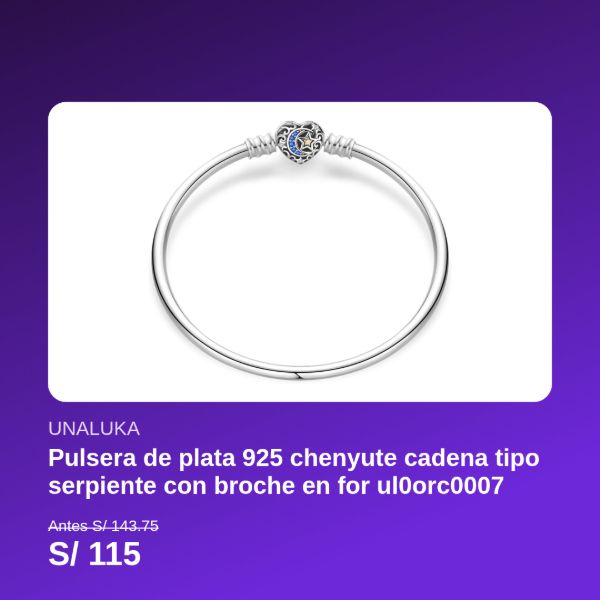 UNALUKA
Pulsera de plata 925 chenyute cadena tipo
serpiente con broche en for ul0orc0007
Antes S/ 143.75
S/ 115